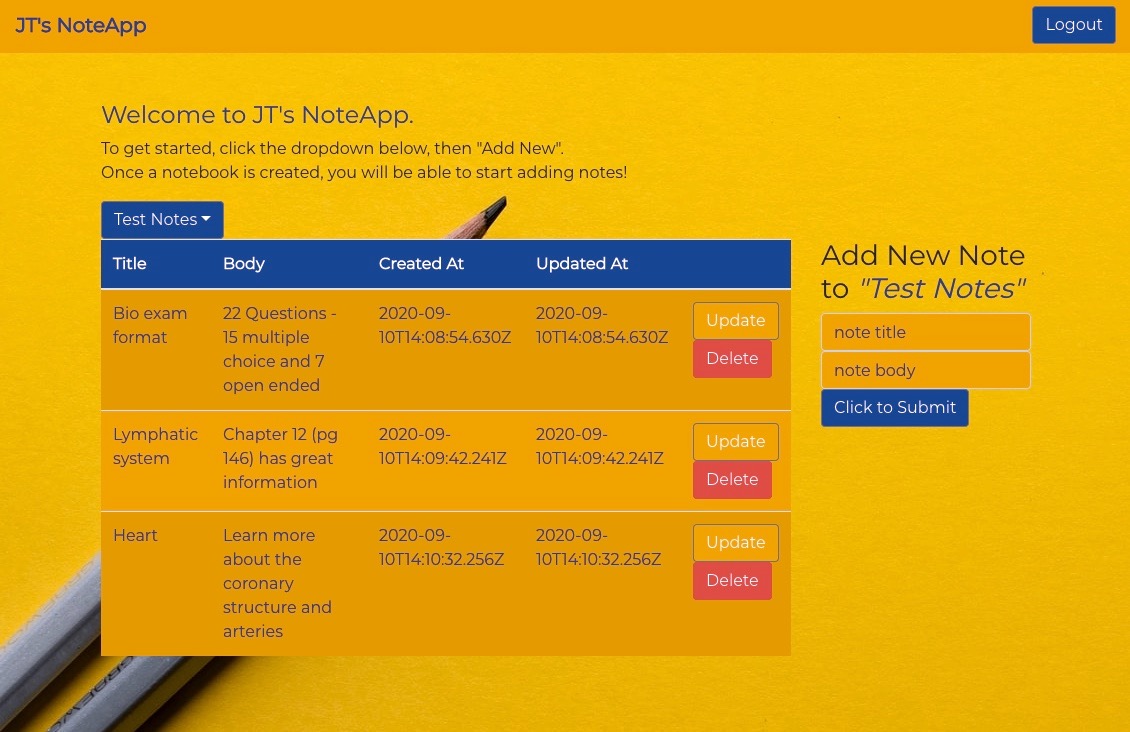 JT's NoteApp
Logout
Welcome to JT's NoteApp.
To get started, click the dropdown below, then "Add New".
Once a notebook is created, you will be able to start adding notes!
Test Notes
Title Body Created At Updated At
Bio exam
format
22 Questions -
15 multiple
choice and 7
open ended
2020-09-
10T14:08:54.630Z
2020-09-
10T14:08:54.630Z
Update
Delete
Lymphatic
system
Chapter 12 (pg
146) has great
information
2020-09-
10T14:09:42.241Z
2020-09-
10T14:09:42.241Z
Update
Delete
Heart
Learn more
about the
coronary
structure and
arteries
2020-09-
10T14:10:32.256Z
2020-09-
10T14:10:32.256Z
Update
Delete
Add New Note
to "Test Notes"
note title
note body
Click to Submit